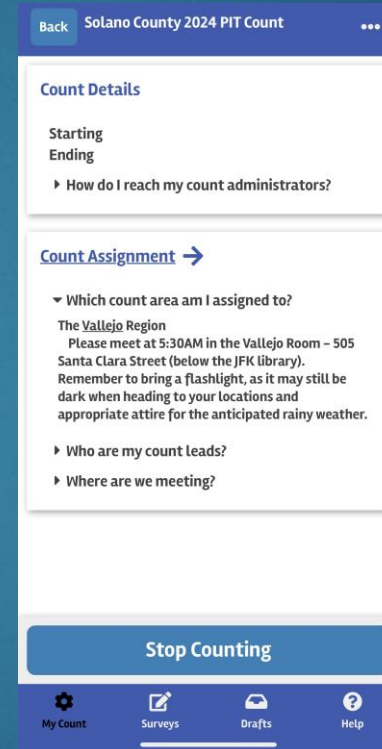 Back Solano County 2024 PIT Count
Count Details
Starting
Ending
How do I reach my count administrators?
Count Assignment
Which count area am I assigned to?
The Vallejo Region
Please meet at 5:30AM in the Vallejo Room – 505
Santa Clara Street (below the JFK library).
Remember to bring a flashlight, as it may still be
dark when heading to your locations and
appropriate attire for the anticipated rainy weather.
Who are my count leads?
Where are we meeting?
Stop Counting
My Count Surveys Drafts Help